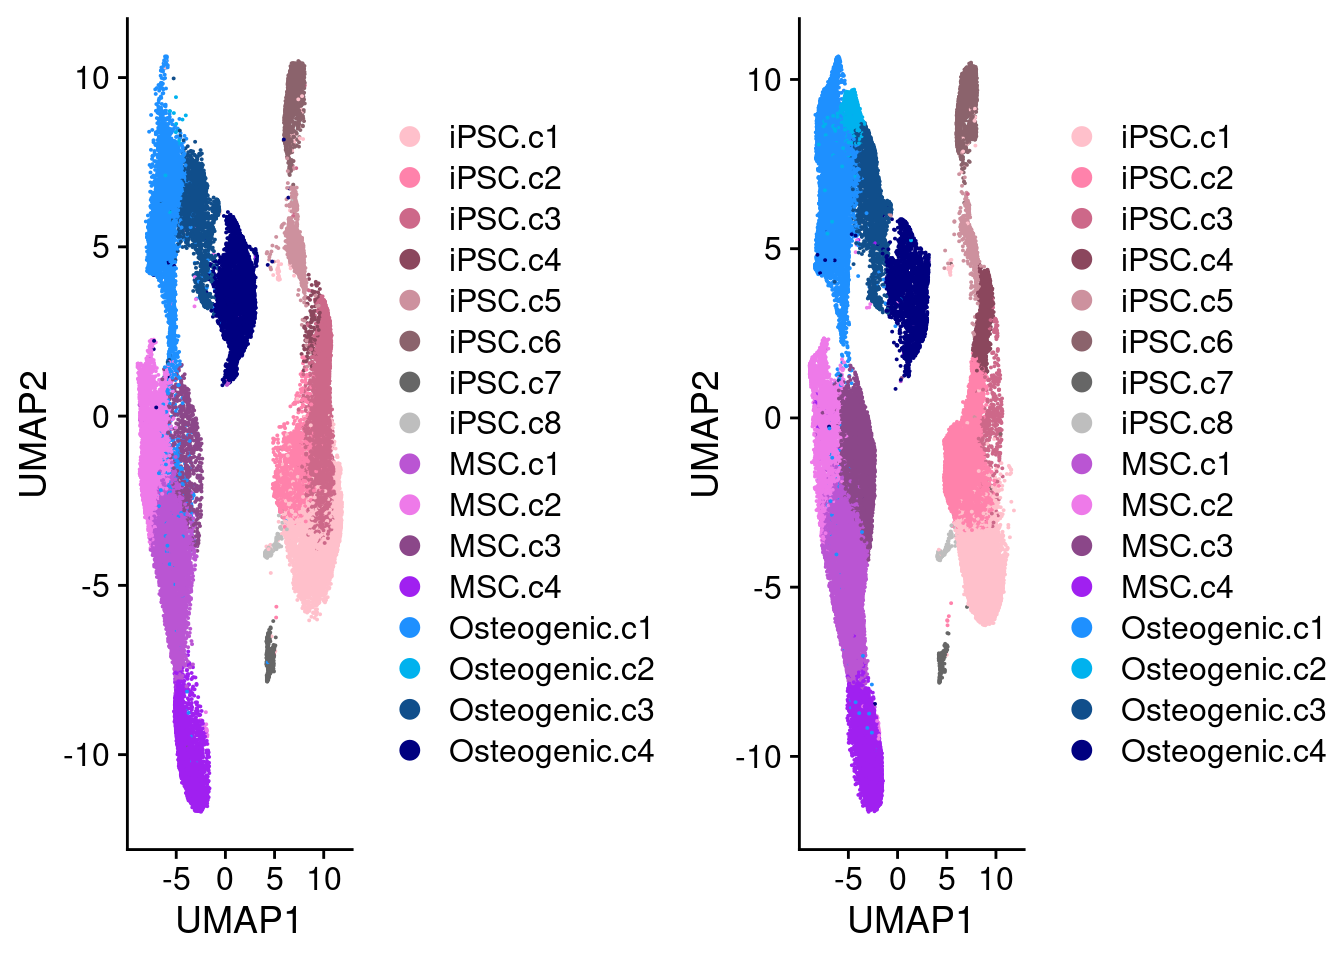 10
5
0
-5
-10
UMAP2
-5 0 5 10
UMAP1
iPSC.c1
iPSC.c2
iPSC.c3
iPSC.c4
iPSC.c5
iPSC.c6
iPSC.c7
iPSC.c8
MSC.c1
MSC.c2
MSC.c3
MSC.c4
Osteogenic.c1
Osteogenic.c2
Osteogenic.c3
Osteogenic.c4
10
5
0
-5
-10
UMAP2
-5 0 5 10
UMAP1
iPSC.c1
iPSC.c2
iPSC.c3
iPSC.c4
iPSC.c5
iPSC.c6
iPSC.c7
iPSC.c8
MSC.c1
MSC.c2
MSC.c3
MSC.c4
Osteogenic.c1
Osteogenic.c2
Osteogenic.c3
Osteogenic.c4